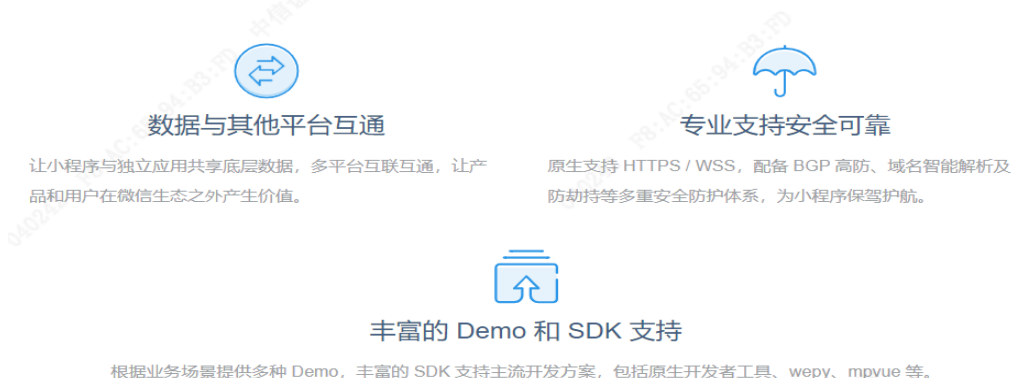 数据与其他平台互通
让小程序与独立应用共享底层数据，多平台互联互通，让产
品和用户在微信生态之外产生价值。
专业支持安全可靠
原生支持 HTTPS / WSS，配备 BGP 高防、域名智能解析及
防劫持等多重安全防护体系，为小程序保驾护航。
丰富的 Demo 和 SDK 支持
根据业务场景提供多种 Demo，丰富的 SDK 支持主流开发方案，包括原生开发者工具、wepy、mpvue 等。
F8:AC:65:94:B3:FD